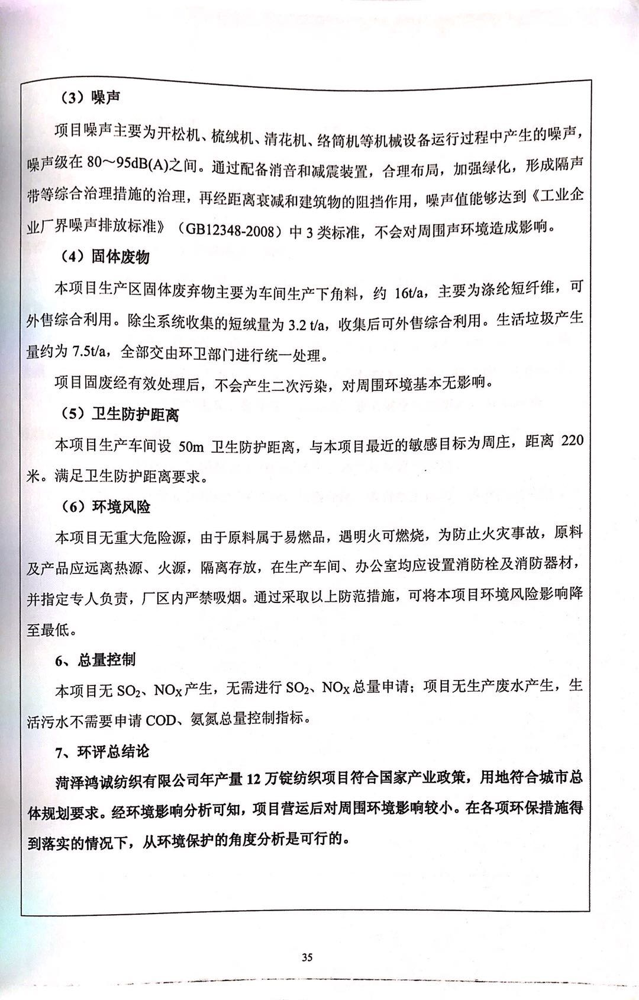 （3）噪声
项目噪声主要为开松机、梳绒机、清花机、络筒机等机械设备运行过程中产生的噪声，
噪声级在 80～95dB(A)之间。通过配备消音和减震装置，合理布局，加强绿化，形成隔声
带等综合治理措施的治理，再经距离衰减和建筑物的阻挡作用，噪声值能够达到《工业企
业厂界噪声排放标准》（GB12348-2008）中 3 类标准，不会对周围声环境造成影响。
（4）固体废物
本项目生产区固体废弃物主要为车间生产下角料，约 16t/a，主要为涤纶短纤维，可
外售综合利用。除尘系统收集的短绒量为 3.2 t/a，收集后可外售综合利用。生活垃圾产生
量约为 7.5t/a，全部交由环卫部门进行统一处理。
项目固废经有效处理后，不会产生二次污染，对周围环境基本无影响。
（5）卫生防护距离
本项目生产车间设 50m 卫生防护距离，与本项目最近的敏感目标为周庄，距离 220
米。满足卫生防护距离要求。
（6）环境风险
本项目无重大危险源，由于原料属于易燃品，遇明火可燃烧，为防止火灾事故，原料
及产品应远离热源、火源，隔离存放，在生产车间、办公室均应设置消防栓及消防器材，
并指定专人负责，厂区内严禁吸烟。通过采取以上防范措施，可将本项目环境风险影响降
至最低。
6、总量控制
本项目无 SO₂、NOX 产生，无需进行 SO₂、NOX 总量申请；项目无生产废水产生，生
活污水不需要申请 COD、氨氮总量控制指标。
7、环评总结论
菏泽鸿诚纺织有限公司年产量 12 万锭纺织项目符合国家产业政策，用地符合城市总
体规划要求。经环境影响分析可知，项目营运后对周围环境影响较小。在各项环保措施得
到落实的情况下，从环境保护的角度分析是可行的。
35